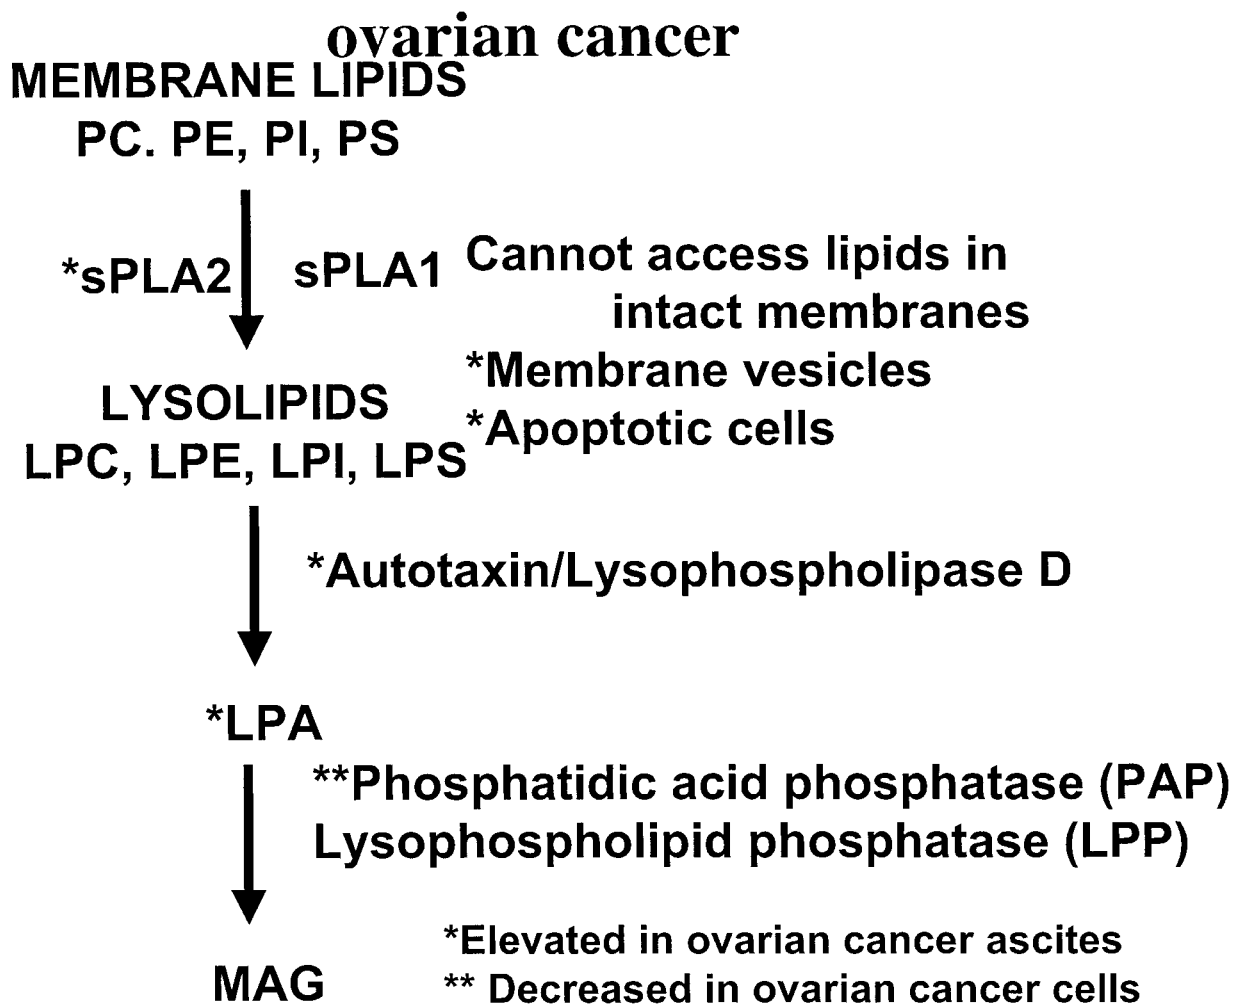 ovarian cancer
MEMBRANE LIPIDS
PC. PE, PI, PS
*sPLA2 sPLA1 Cannot access lipids in
intact membranes
*Membrane vesicles
*Apoptotic cells
LYSOLIPIDS
LPC, LPE, LPI, LPS
*Autotaxin/Lysophospholipase D
*LPA
**Phosphatidic acid phosphatase (PAP)
Lysophospholipid phosphatase (LPP)
MAG
*Elevated in ovarian cancer ascites
** Decreased in ovarian cancer cells